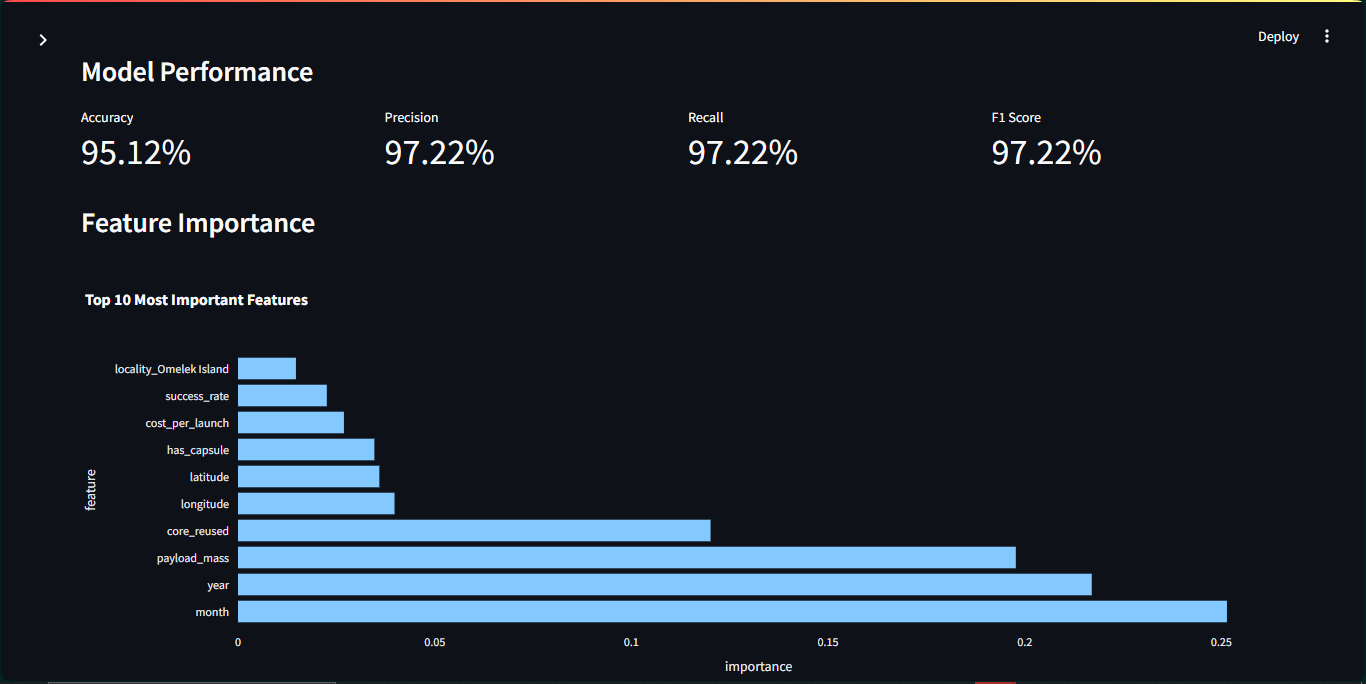 Deploy
Model Performance
Accuracy Precision Recall F1 Score
95.12% 97.22% 97.22% 97.22%
Feature Importance
Top 10 Most Important Features
locality_Omelek Island
success_rate
cost_per_launch
has_capsule
latitude
feature
longitude
core_reused
payload_mass
year
month
0 0.05 0.1 0.15 0.2 0.25
importance